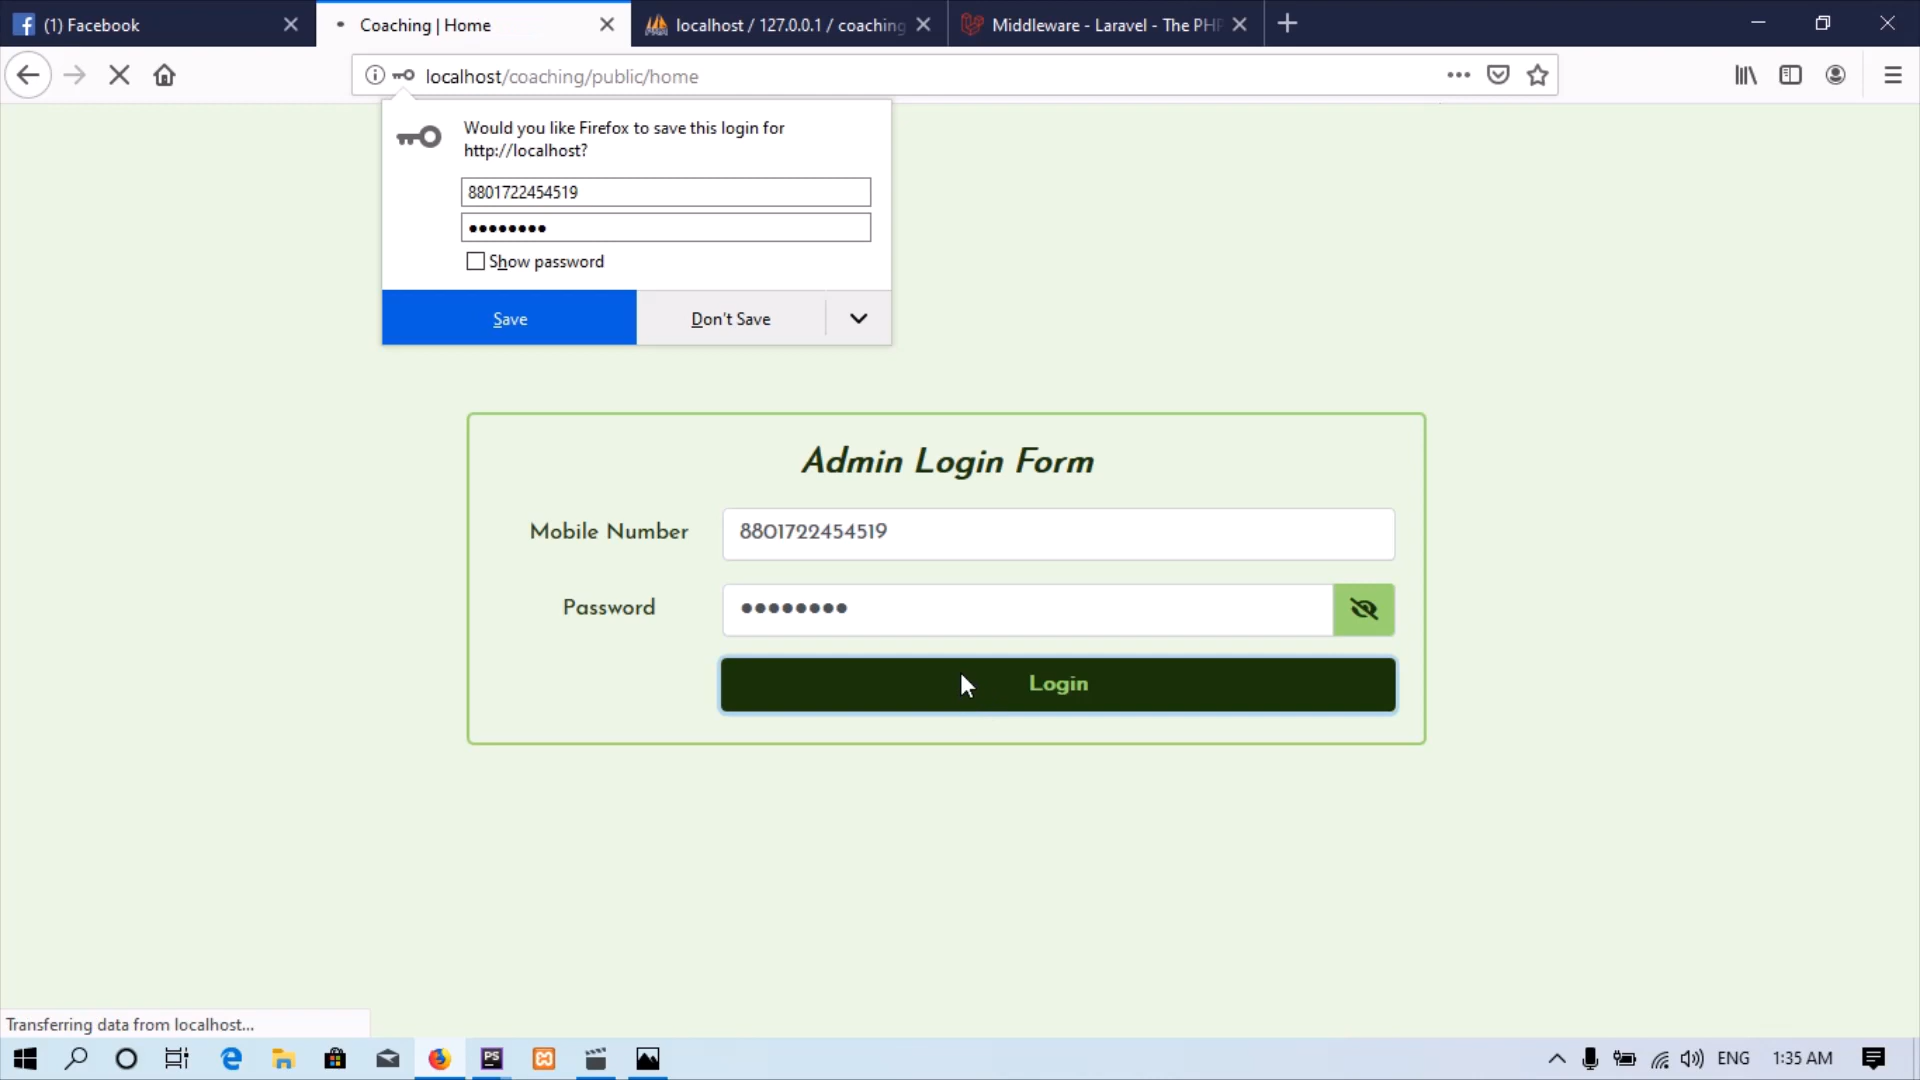 (1) Facebook
Coaching | Home
localhost / 127.0.0.1 / coaching
Middleware - Laravel - The PHP
localhost/coaching/public/home
Would you like Firefox to save this login for
http://localhost?
8801722454519
Show password
Save
Don't Save
Admin Login Form
Mobile Number
8801722454519
Password
Login
Transferring data from localhost...
PS
ENG
1:35 AM